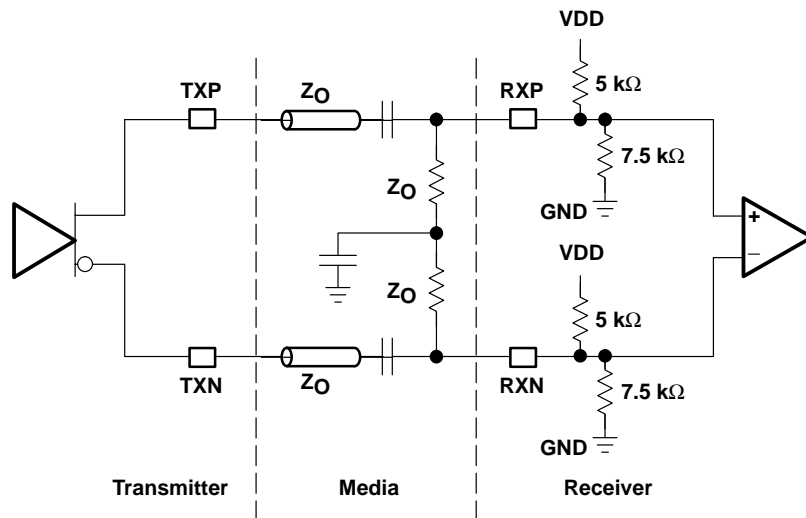 VDD
TXP
ZO
RXP
5 kΩ
7.5 kΩ
ZO
GND
+
VDD
−
ZO
5 kΩ
TXN
ZO
RXN
7.5 kΩ
GND
Transmitter
Media
Receiver